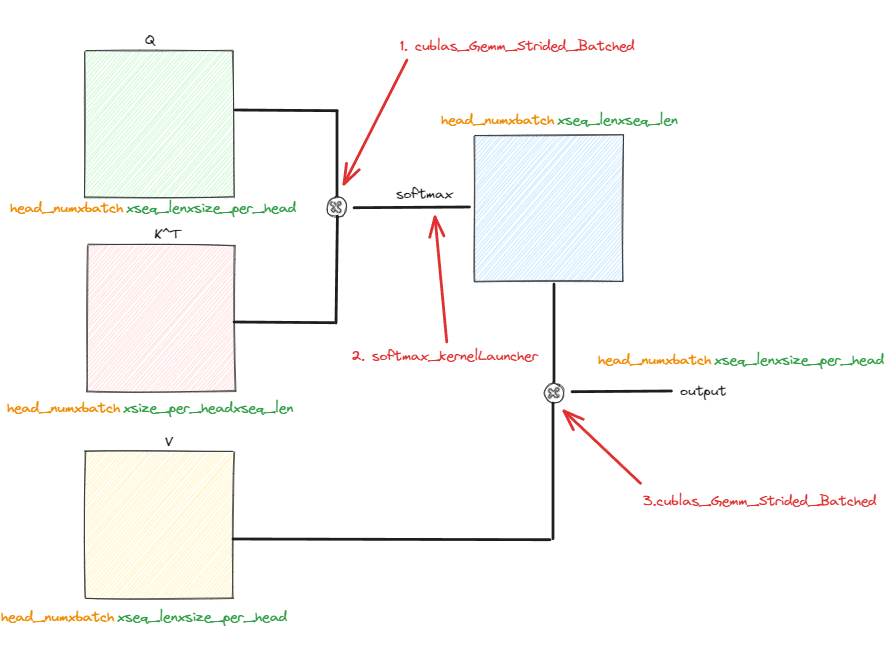 Q
1. cublas_Gemm_Strided_Batched
head_numxbatch xseq_lenxseq_len
softmax
head_numxbatch xseq_lenxsize_per_head
K^T
2. softmax_kernelLauncher
head_numxbatch xseq_lenxsize_per_head
output
head_numxbatch xsize_per_headxseq_len
V
3.cublas_Gemm_Strided_Batched
head_numxbatch xseq_lenxsize_per_head